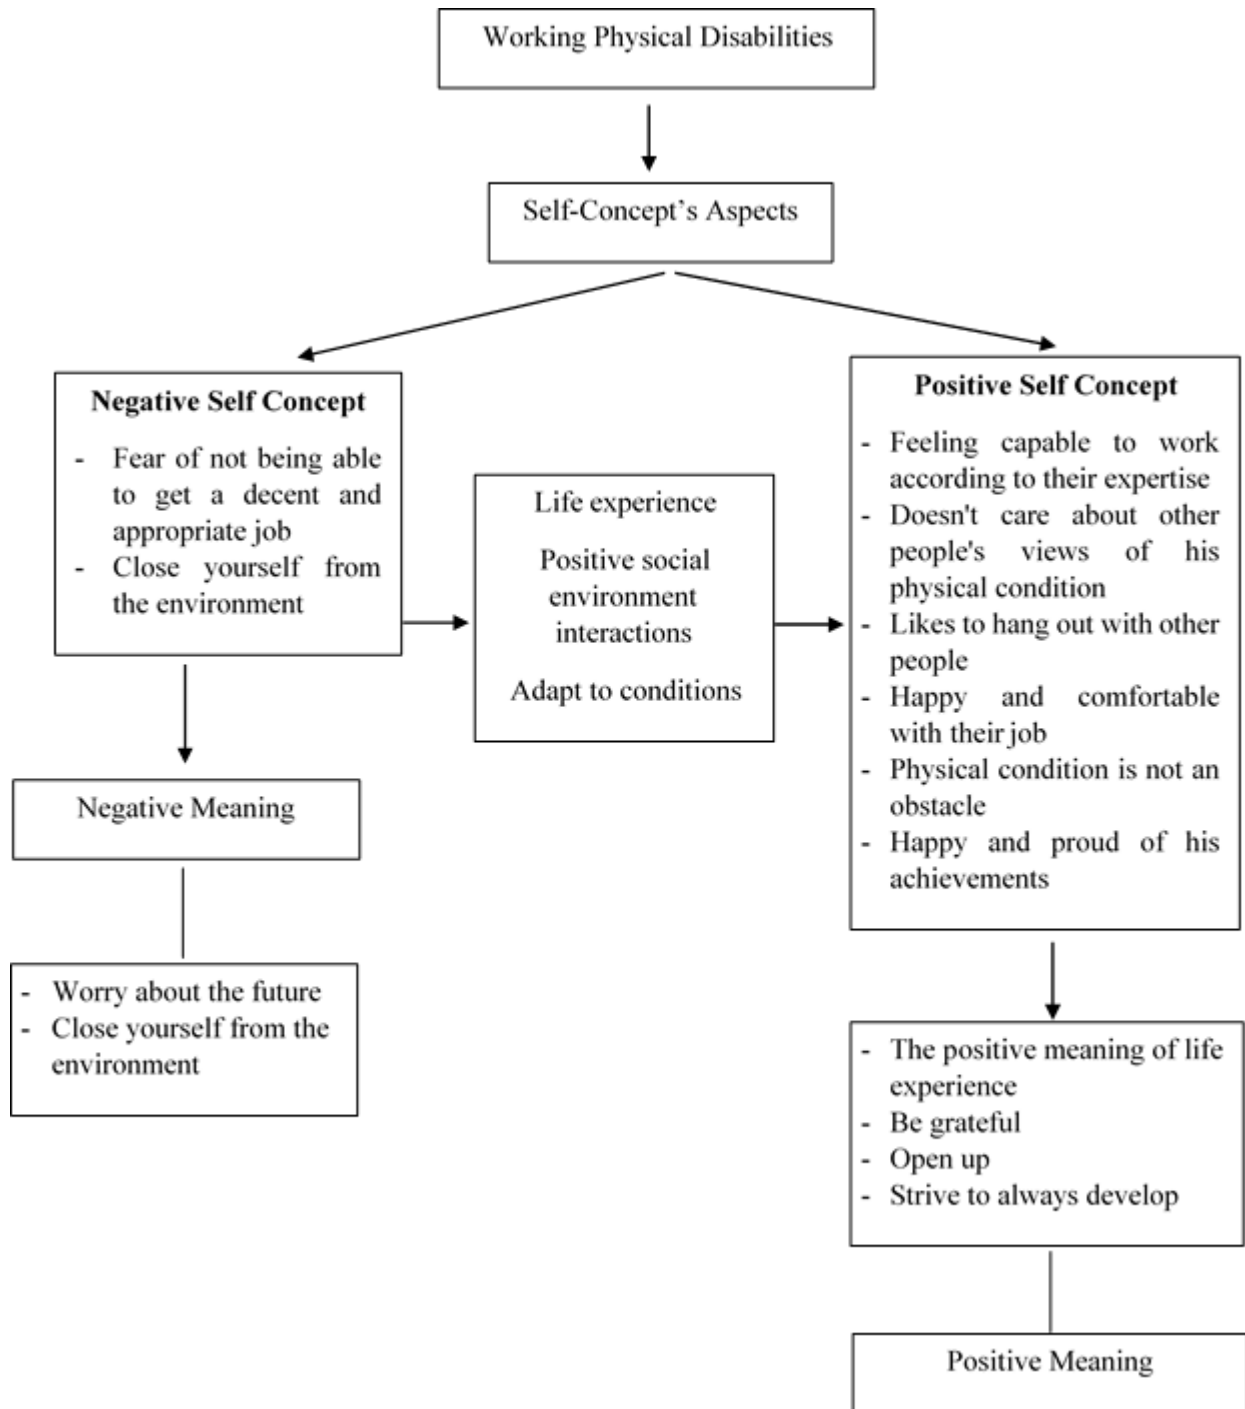 Working Physical Disabilities
Self-Concept's Aspects
Negative Self Concept
- Fear of not being able
to get a decent and
appropriate job
- Close yourself from
the environment
Life experience
Positive social
environment
interactions
Adapt to conditions
Positive Self Concept
- Feeling capable to work
according to their expertise
- Doesn't care about other
people's views of his
physical condition
- Likes to hang out with other
people
- Happy and comfortable
with their job
- Physical condition is not an
obstacle
- Happy and proud of his
achievements
Negative Meaning
- Worry about the future
- Close yourself from the
environment
- The positive meaning of life
experience
- Be grateful
- Open up
- Strive to always develop
Positive Meaning